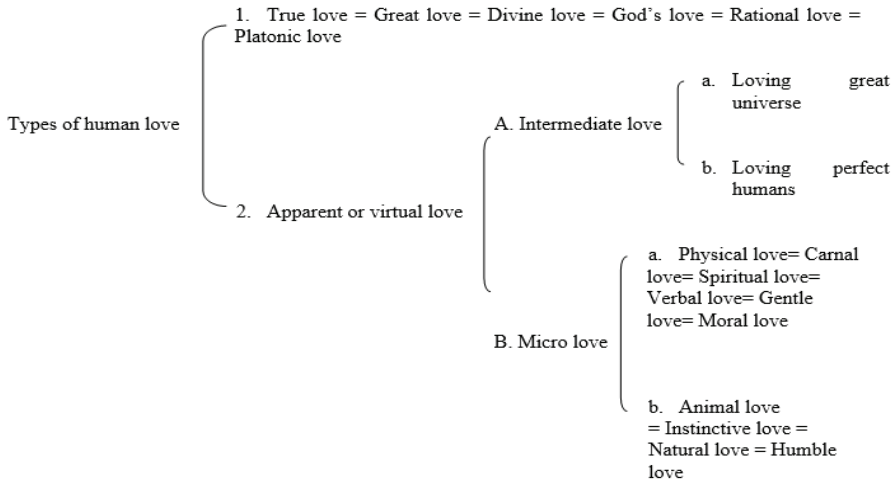 1. True love = Great love = Divine love = God's love = Rational love =
Platonic love
Types of human love
2. Apparent or virtual love
A. Intermediate love
a. Loving great
universe
b. Loving perfect
humans
B. Micro love
a. Physical love= Carnal
love= Spiritual love=
Verbal love= Gentle
love= Moral love
b. Animal love
= Instinctive love =
Natural love = Humble
love